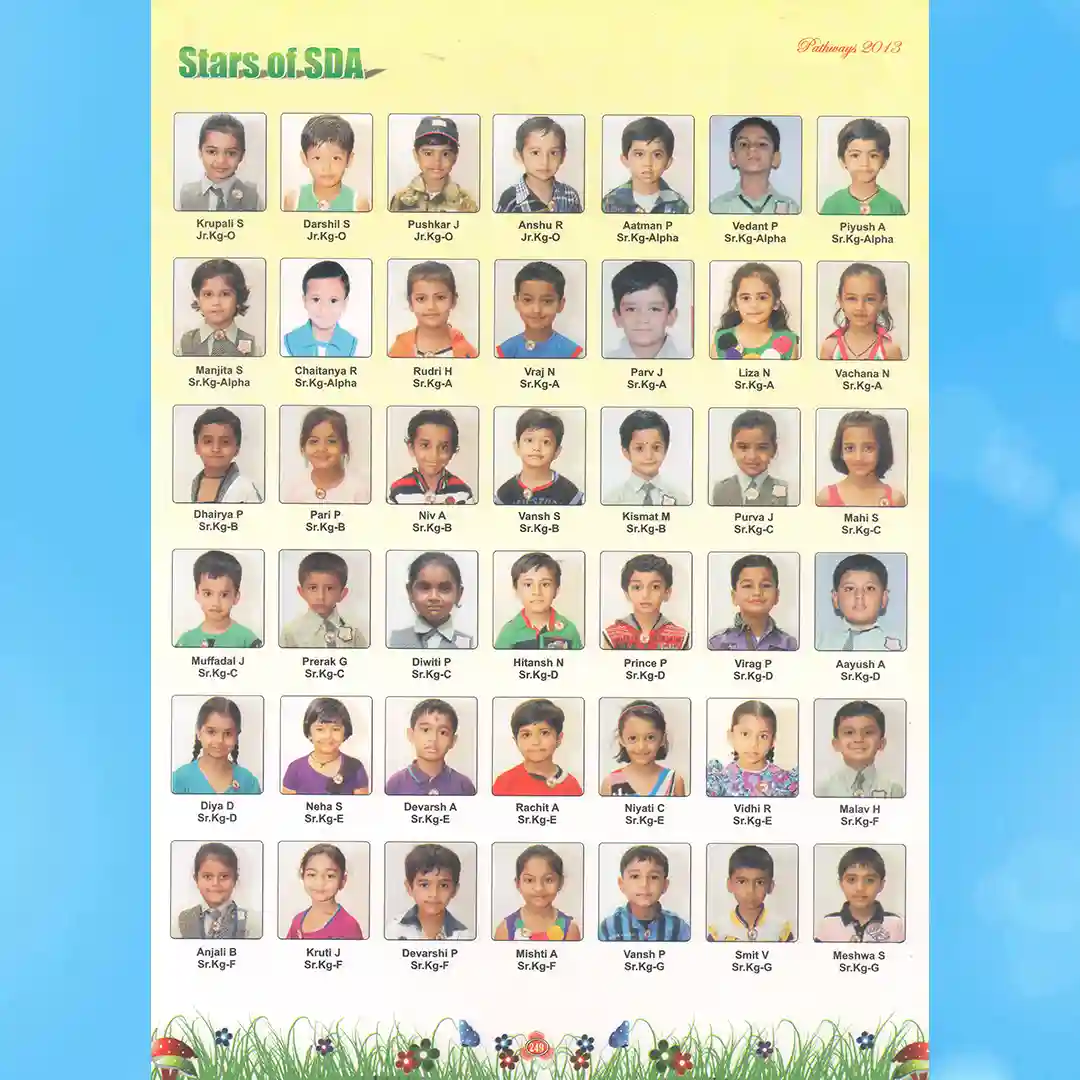 Stars of SDA
Pathways 2013
Krupali S
Jr.Kg-O
Darshil S
Jr.Kg-O
Pushkar J
Jr.Kg-O
Anshu R
Jr.Kg-O
Aatman P
Sr.Kg-Alpha
Vedant P
Sr.Kg-Alpha
Piyush A
Sr.Kg-Alpha
Manjita S
Sr.Kg-Alpha
Chaitanya R
Sr.Kg-Alpha
Rudri H
Sr.Kg-A
Vraj N
Sr.Kg-A
Parv J
Sr.Kg-A
Liza N
Sr.Kg-A
Vachana N
Sr.Kg-A
Dhairya P
Sr.Kg-B
Pari P
Sr.Kg-B
Niv A
Sr.Kg-B
Vansh S
Sr.Kg-B
Kismat M
Sr.Kg-B
Purva J
Sr.Kg-C
Mahi S
Sr.Kg-C
Muffadal J
Sr.Kg-C
Prerak G
Sr.Kg-C
Diwiti P
Sr.Kg-C
Hitansh N
Sr.Kg-D
Prince P
Sr.Kg-D
Virag P
Sr.Kg-D
Aayush A
Sr.Kg-D
Diya D
Sr.Kg-D
Neha S
Sr.Kg-E
Devarsh A
Sr.Kg-E
Rachit A
Sr.Kg-E
Niyati C
Sr.Kg-E
Vidhi R
Sr.Kg-E
Malav H
Sr.Kg-F
Anjali B
Sr.Kg-F
Kruti J
Sr.Kg-F
Devarshi P
Sr.Kg-F
Mishti A
Sr.Kg-F
Vansh P
Sr.Kg-G
Smit V
Sr.Kg-G
Meshwa S
Sr.Kg-G
249